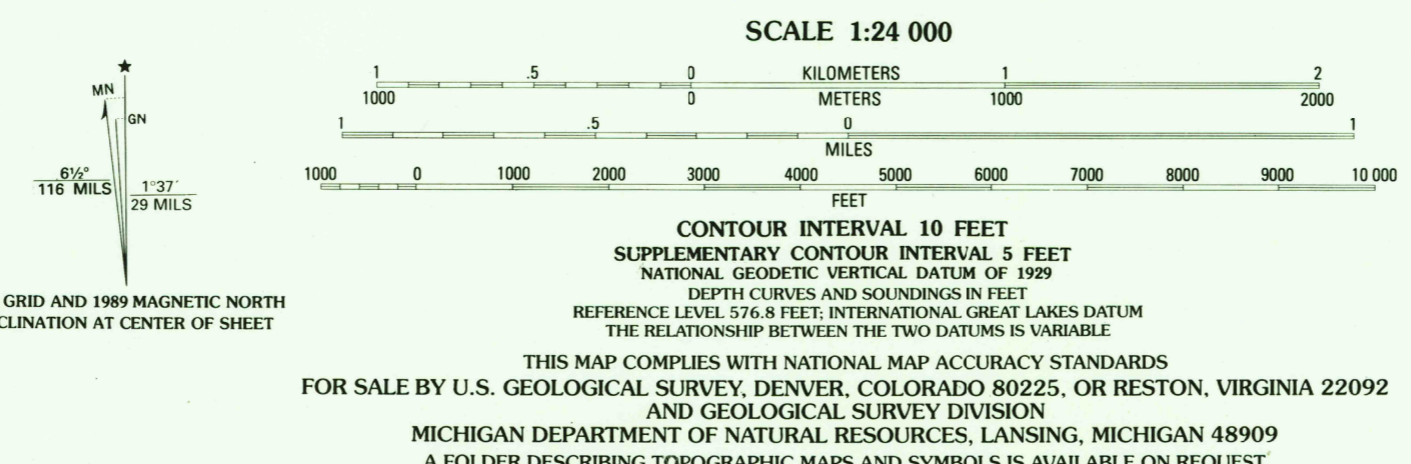 SCALE 1:24 000
1 .5 0 KILOMETERS 1 2
1000 0 METERS 1000 2000
1 .5 0 1
MILES
1000 0 1000 2000 3000 4000 5000 6000 7000 8000 9000 10 000
FEET
★
MN
GN
6½°
116 MILS
1°37´
29 MILS
GRID AND 1989 MAGNETIC NORTH
CLINATION AT CENTER OF SHEET
CONTOUR INTERVAL 10 FEET
SUPPLEMENTARY CONTOUR INTERVAL 5 FEET
NATIONAL GEODETIC VERTICAL DATUM OF 1929
DEPTH CURVES AND SOUNDINGS IN FEET
REFERENCE LEVEL 576.8 FEET; INTERNATIONAL GREAT LAKES DATUM
THE RELATIONSHIP BETWEEN THE TWO DATUMS IS VARIABLE
THIS MAP COMPLIES WITH NATIONAL MAP ACCURACY STANDARDS
FOR SALE BY U.S. GEOLOGICAL SURVEY, DENVER, COLORADO 80225, OR RESTON, VIRGINIA 22092
AND GEOLOGICAL SURVEY DIVISION
MICHIGAN DEPARTMENT OF NATURAL RESOURCES, LANSING, MICHIGAN 48909
A FOLDER DESCRIBING TOPOGRAPHIC MAPS AND SYMBOLS IS AVAILABLE ON REQUEST